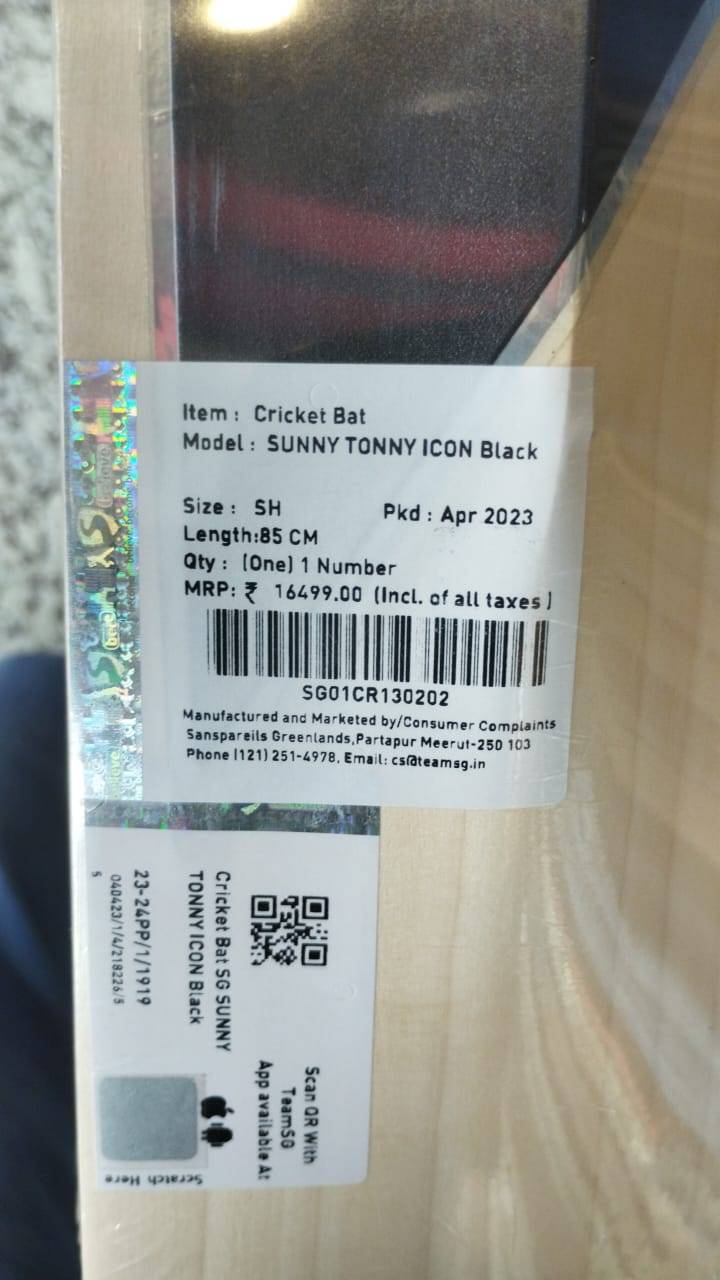 Item : Cricket Bat
Model : SUNNY TONNY ICON Black
Size : SH
Pkd : Apr 2023
Length:85 CM
Qty : (One) 1 Number
MRP: ₹ 16499.00 (Incl. of all taxes )
SG01CR130202
Manufactured and Marketed by/Consumer Complaints
Sanspareils Greenlands,Partapur Meerut-250 103
Phone (121) 251-4978, Email: cs@teamsg.in
Scan QR With
TeamSG
App available At
Cricket Bat SG SUNNY
TONNY ICON Black
23-24PP/1/1919
040423/1/4/218226/5
5
Scratch Here